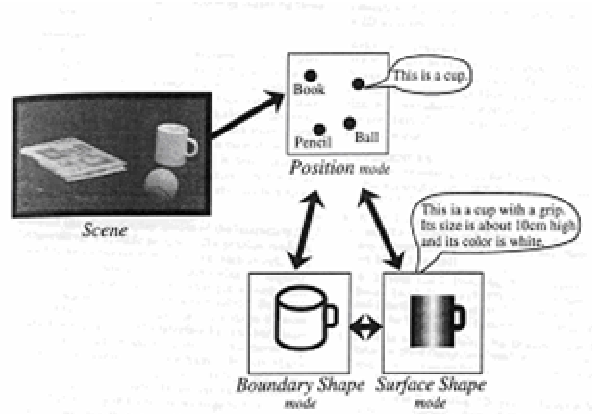 This is a cup.
Book
Pencil
Ball
Position mode
Scene
This ia a cup with a grip.
Its size is about 10cm high
and its color is white.
Boundary Shape
mode
Surface Shape
mode